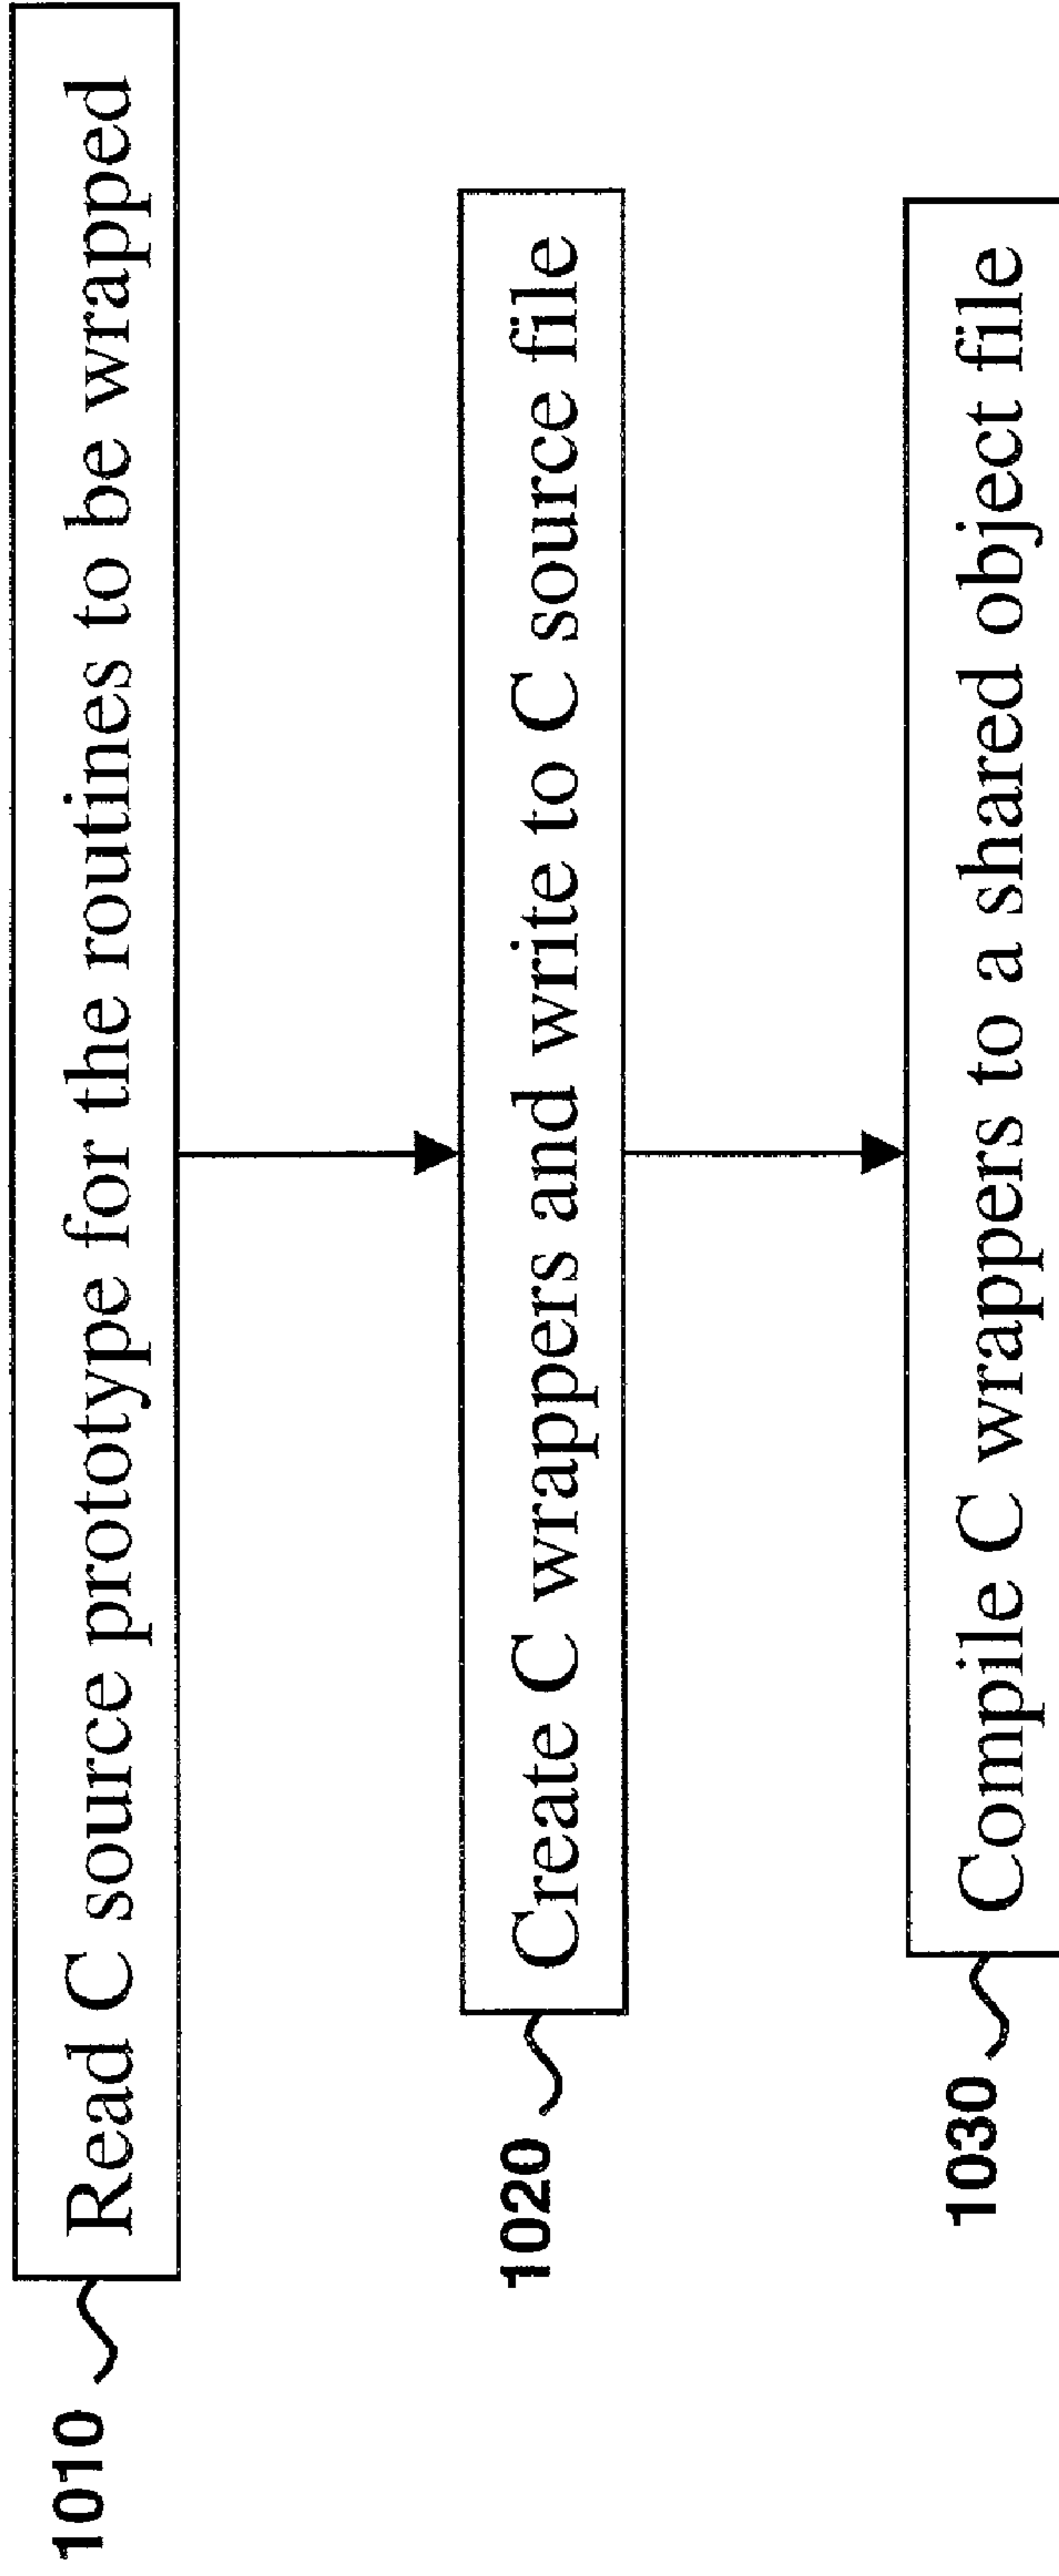 1010
Read C source prototype for the routines to be wrapped
1020
Create C wrappers and write to C source file
1030
Compile C wrappers to a shared object file